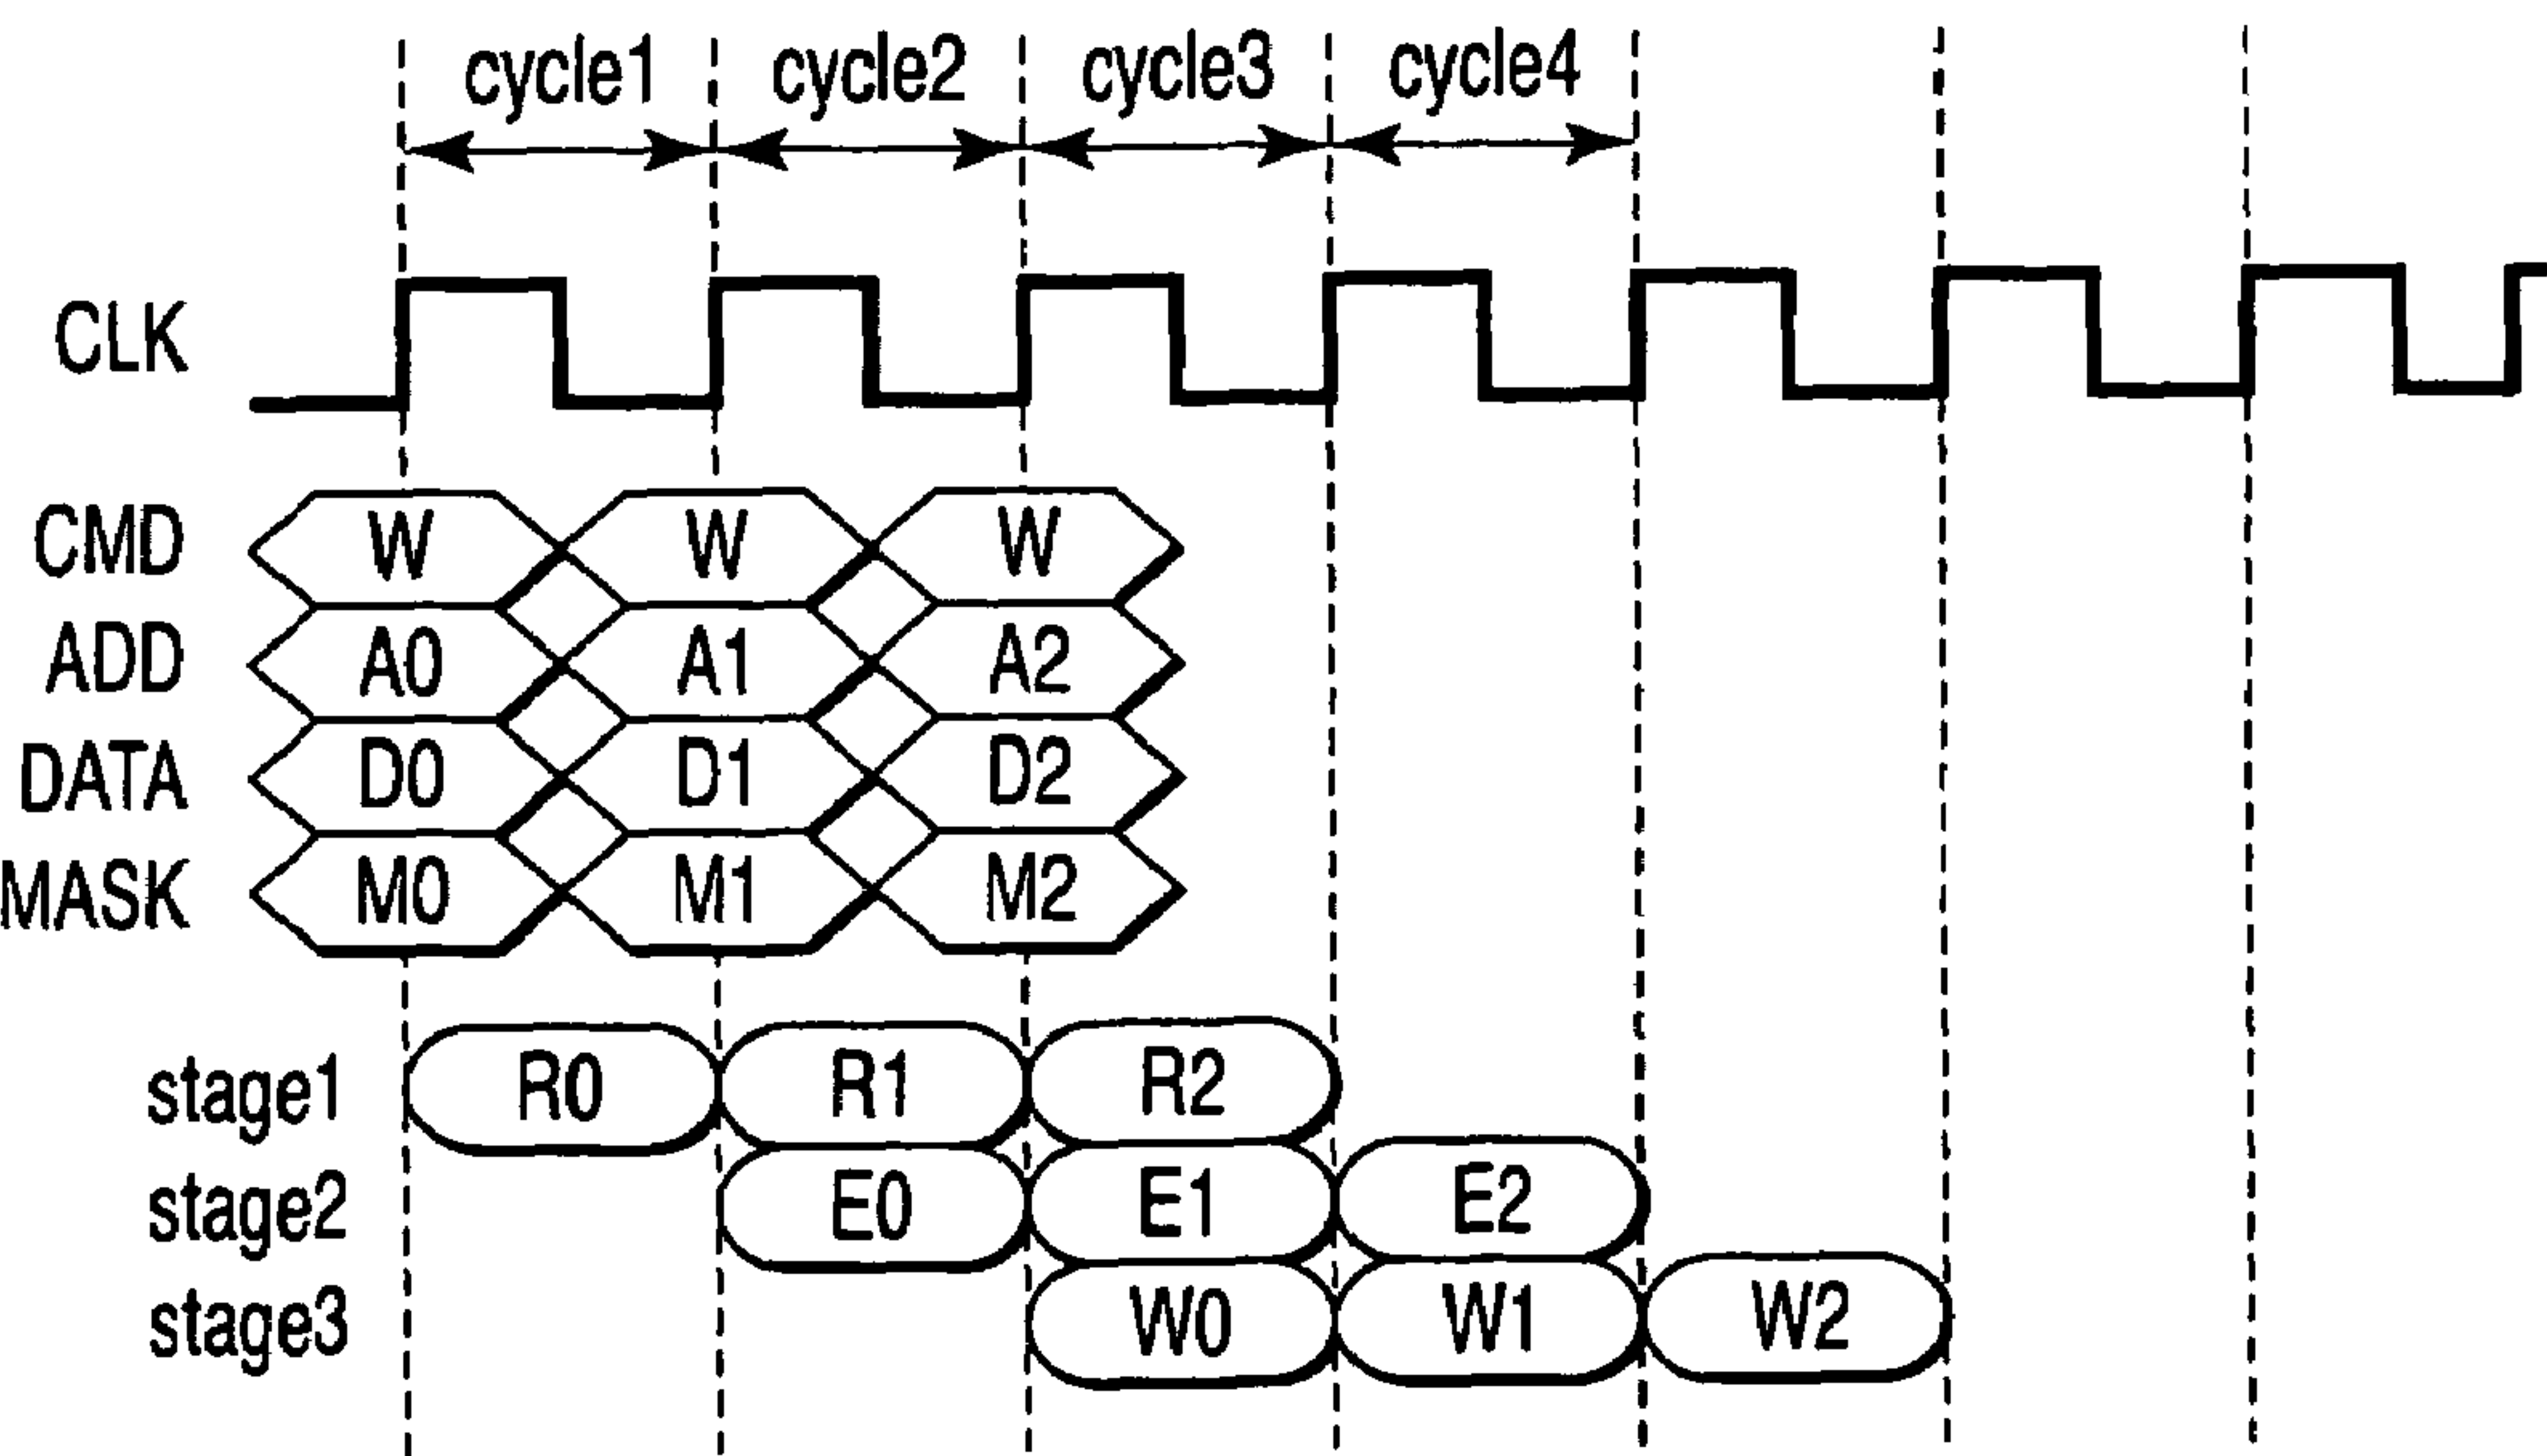 cycle1 cycle2 cycle3 cycle4
CLK
CMD W W W
ADD A0 A1 A2
DATA D0 D1 D2
MASK M0 M1 M2
stage1 R0 R1 R2
stage2 E0 E1 E2
stage3 W0 W1 W2